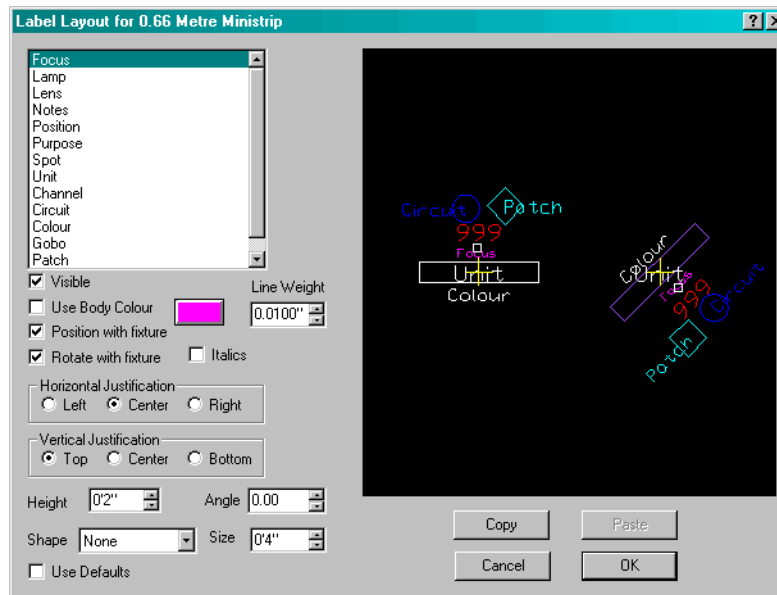 Label Layout for 0.66 Metre Ministrip
Focus
Lamp
Lens
Notes
Position
Purpose
Spot
Unit
Channel
Circuit
Colour
Gobo
Patch
Visible
Use Body Colour
Line Weight
0.0100"
Position with fixture
Rotate with fixture
Italics
Horizontal Justification
Left
Center
Right
Vertical Justification
Top
Center
Bottom
Height
0'2"
Angle
0.00
Shape
None
Size
0'4"
Use Defaults
Circuit
Patch
999
Focus
Unit
Colour
Colour
Unit
Focus
999
Circuit
Patch
Copy
Paste
Cancel
OK